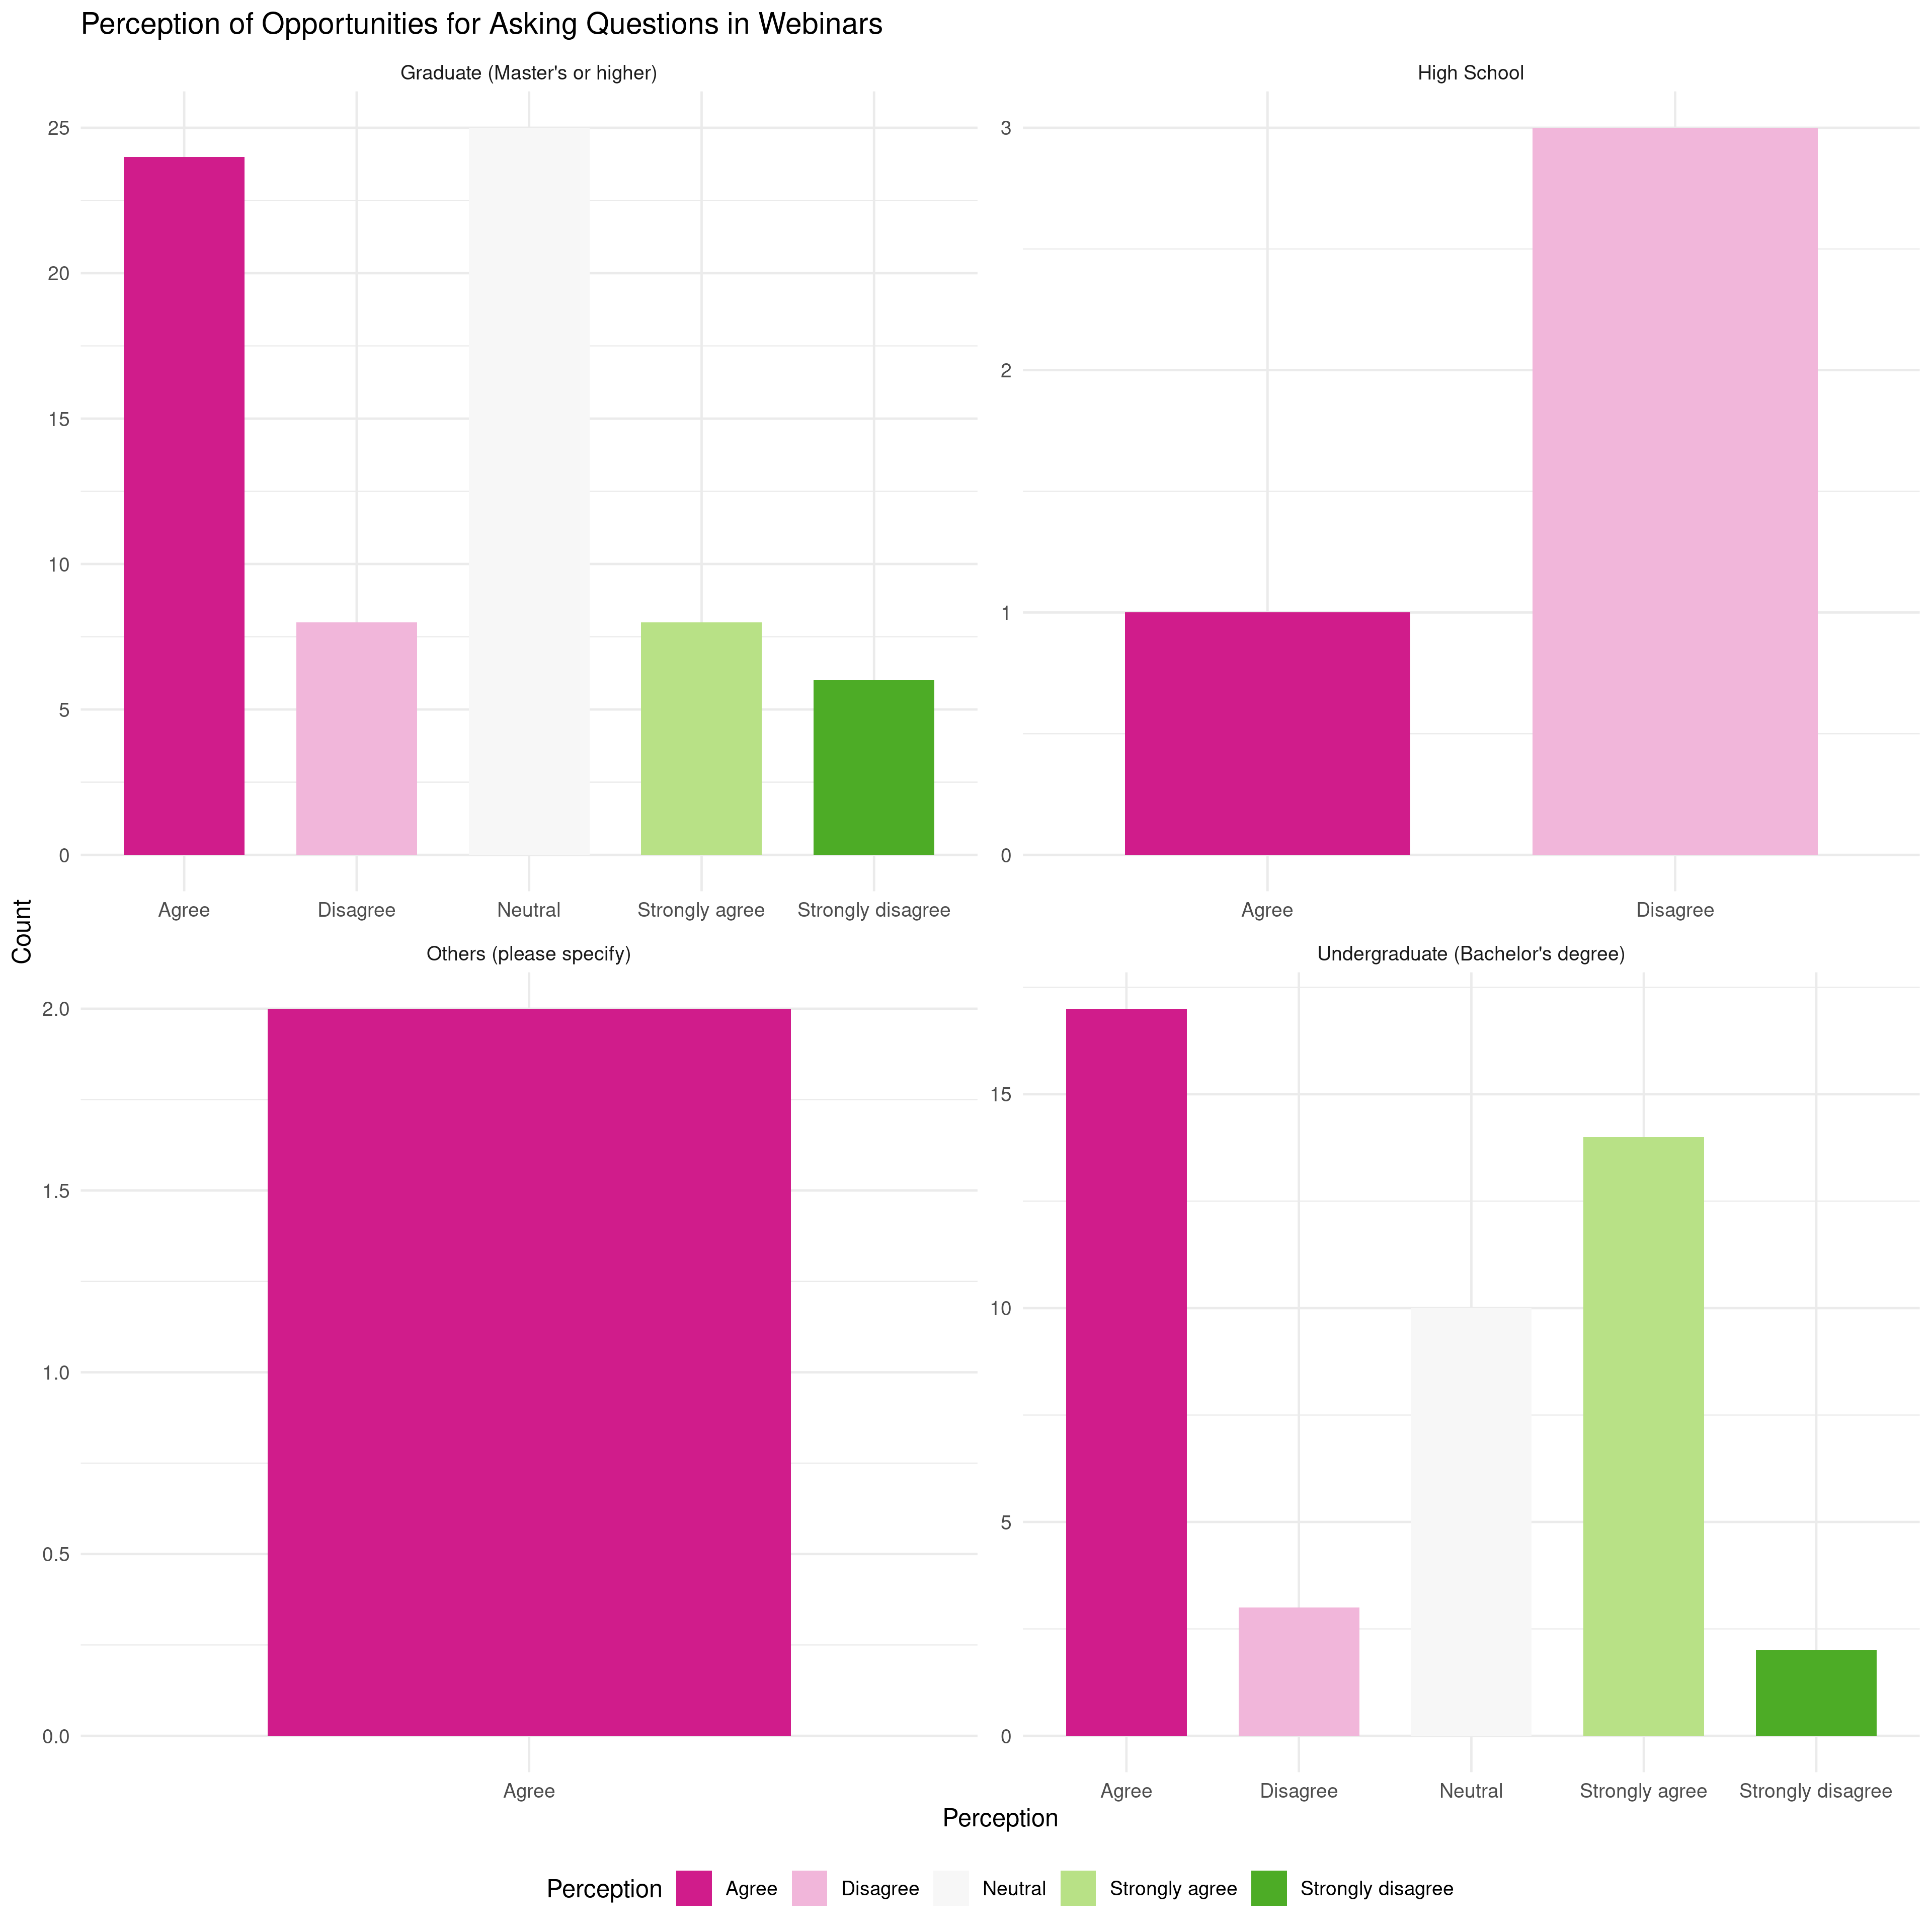 Perception of Opportunities for Asking Questions in Webinars
Graduate (Master's or higher)
25
20
15
10
5
0
Agree Disagree Neutral Strongly agree Strongly disagree
High School
3
2
1
0
Agree Disagree
Count
Others (please specify)
2.0
1.5
1.0
0.5
0.0
Agree
Undergraduate (Bachelor's degree)
15
10
5
0
Agree Disagree Neutral Strongly agree Strongly disagree
Perception
Perception Agree Disagree Neutral Strongly agree Strongly disagree